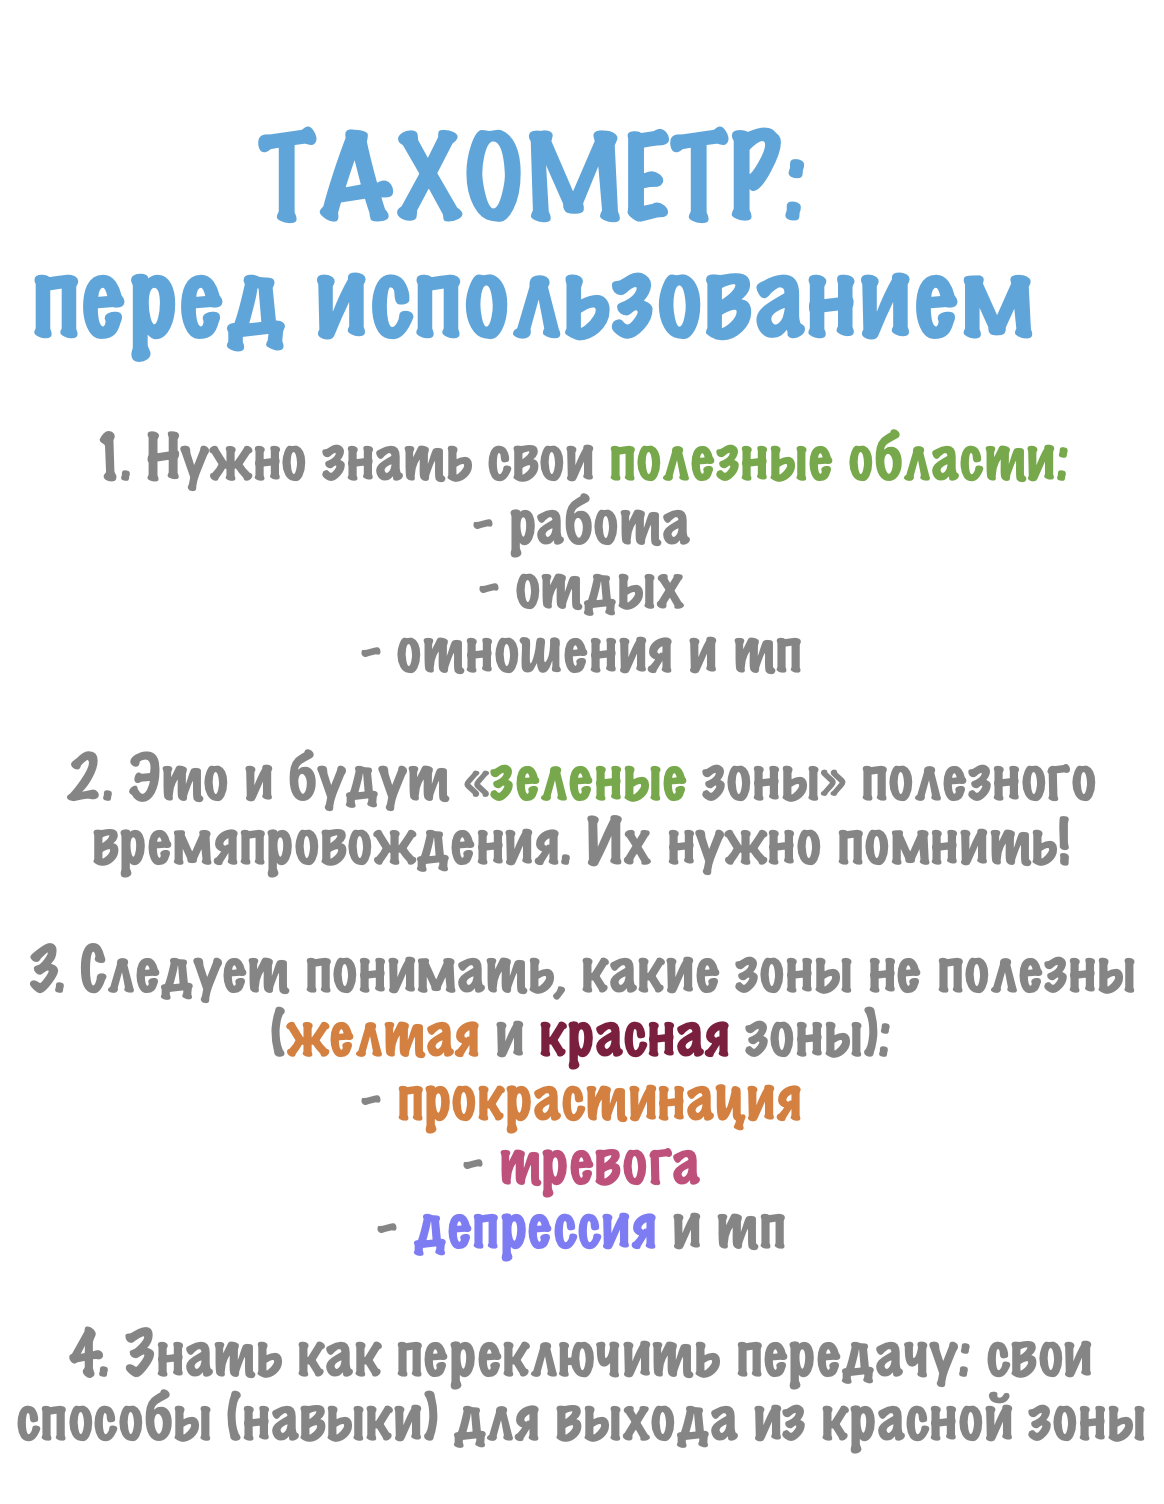 ТАХОМЕТР:
перед использованием
1. Нужно знать свои полезные области:
- работа
- отдых
- отношения и тп
2. Это и будут «зеленые зоны» полезного
времяпровождения. Их нужно помнить!
3. Следует понимать, какие зоны не полезны
(желтая и красная зоны):
- прокрастинация
- тревога
- депрессия и тп
4. Знать как переключить передачу: свои
способы (навыки) для выхода из красной зоны